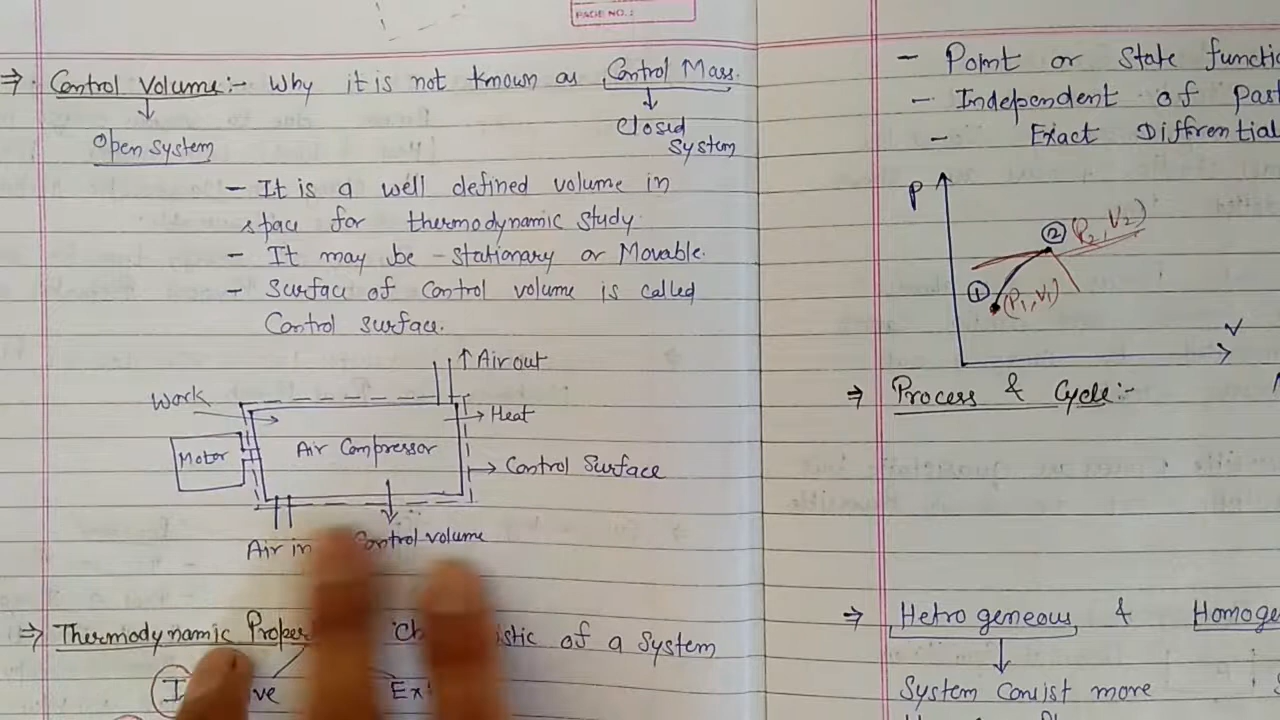 PAGE NO.:
⇒ Control Volume:- Why it is not known as Control Mass.
Open System
Closed System
- It is a well defined volume in
space for thermodynamic study.
- It may be -stationary or Movable.
- Surface of Control volume is called
Control surface.
Air out
Work
Heat
Motor
Air Compressor
Control Surface
Air in
Control volume
⇒ Thermodynamic of a System
- Point or State
- Independent of
- Exact Differential
P
② (P2, V2)
① (P1, V1)
V
⇒ Process & Cycle:-
⇒ Hetrogeneous &
System Consist more